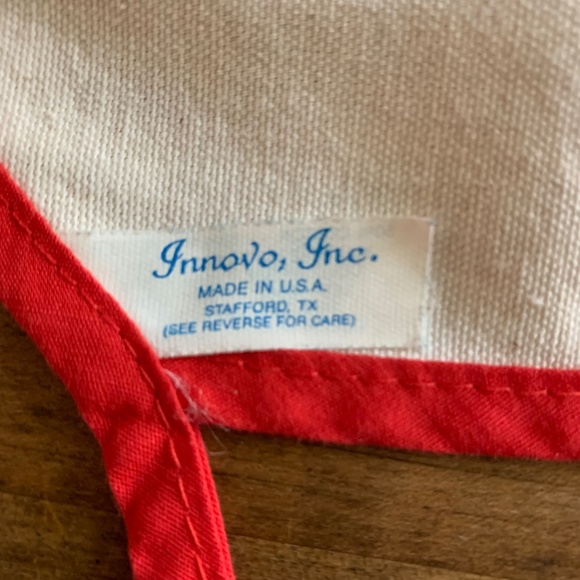 Innovo, Inc.
MADE IN U.S.A.
STAFFORD, TX
(SEE REVERSE FOR CARE)